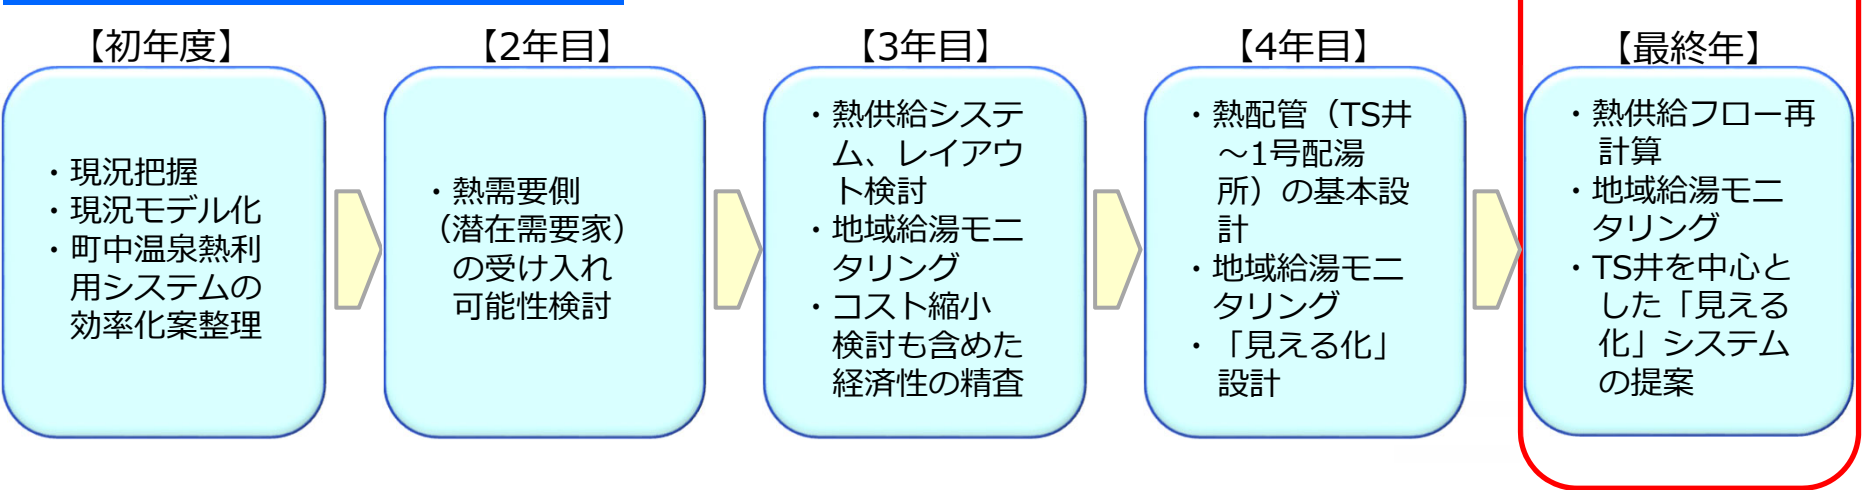 【初年度】
・現況把握
・現況モデル化
・町中温泉熱利
用システムの
効率化案整理
【2年目】
・熱需要側
（潜在需要家）
の受け入れ
可能性検討
【3年目】
・熱供給システ
ム、レイアウ
ト検討
・地域給湯モニ
タリング
・コスト縮小
検討も含めた
経済性の精査
【4年目】
・熱配管（TS井
～1号配湯
所）の基本設
計
・地域給湯モニ
タリング
・「見える化」
設計
【最終年】
・熱供給フロー再
計算
・地域給湯モニ
タリング
・TS井を中心と
した「見える
化」システム
の提案